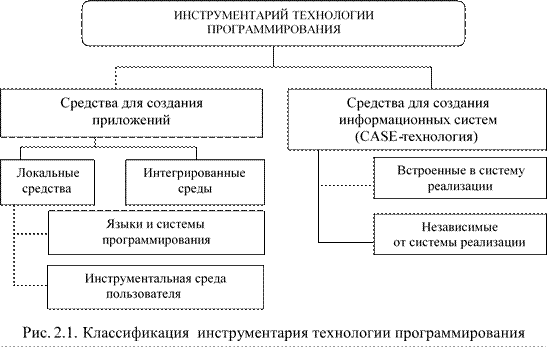 ИНСТРУМЕНТАРИЙ ТЕХНОЛОГИИ
ПРОГРАММИРОВАНИЯ
Средства для создания
приложений
Средства для создания
информационных систем
(CASE-технология)
Локальные
средства
Интегрированные
среды
Встроенные в систему
реализации
Языки и системы
программирования
Независимые
от системы реализации
Инструментальная среда
пользователя
Рис. 2.1. Классификация инструментария технологии программирования